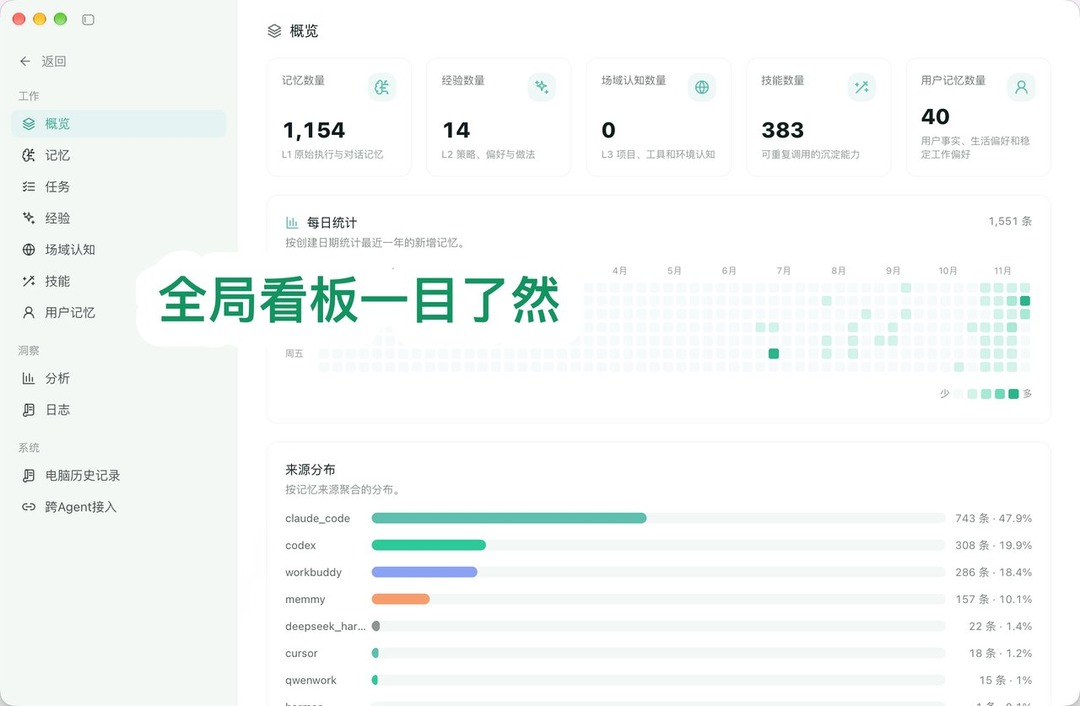 返回
工作
概览
记忆
任务
经验
场域认知
技能
用户记忆
洞察
分析
日志
系统
电脑历史记录
跨Agent接入
概览
记忆数量
1,154
L1 原始执行与对话记忆
经验数量
14
L2 策略、偏好与做法
场域认知数量
0
L3 项目、工具和环境认知
技能数量
383
可重复调用的沉淀能力
用户记忆数量
40
用户事实、生活偏好和稳
定工作偏好
每日统计
1,551 条
按创建日期统计最近一年的新增记忆。
4月 5月 6月 7月 8月 9月 10月 11月
全局看板一目了然
周五
少 多
来源分布
按记忆来源聚合的分布。
claude_code 743 条 · 47.9%
codex 308 条 · 19.9%
workbuddy 286 条 · 18.4%
memmy 157 条 · 10.1%
deepseek_har... 22 条 · 1.4%
cursor 18 条 · 1.2%
qwenwork 15 条 · 1%